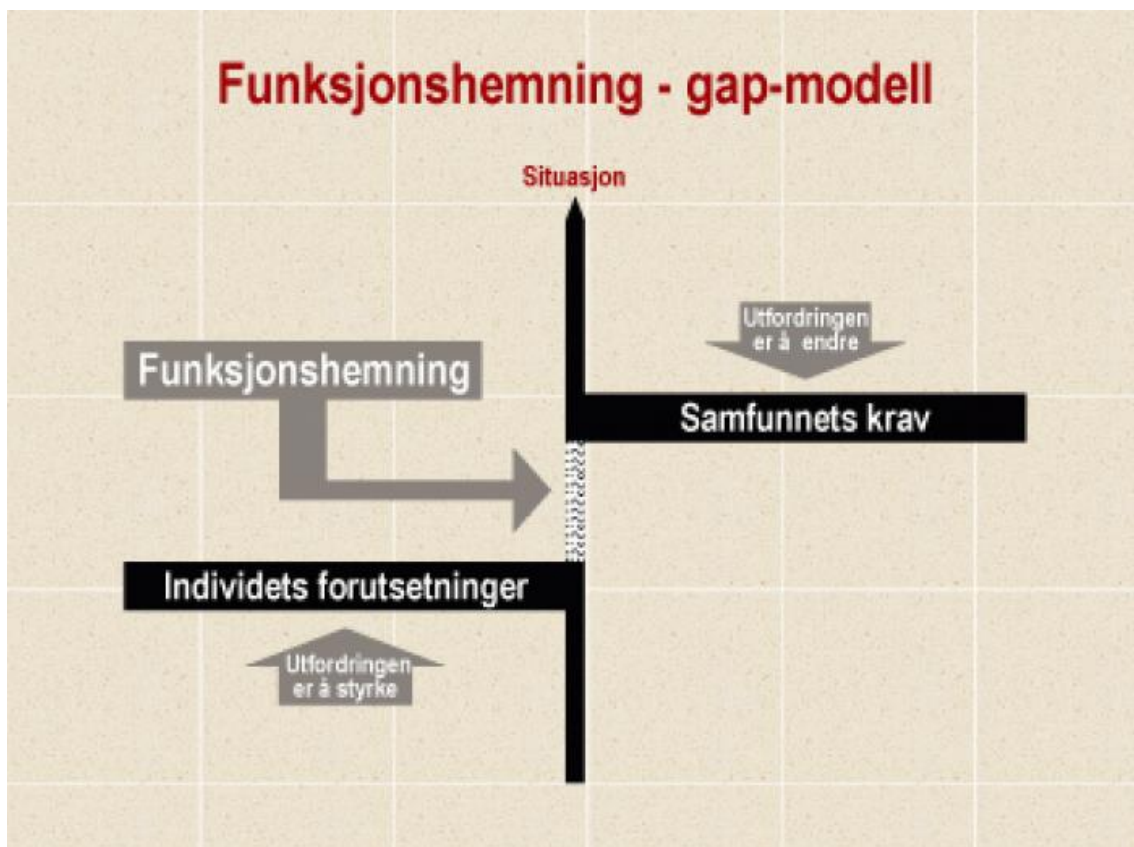 Funksjonshemning - gap-modell
Situasjon
Utfordringen
er å endre
Funksjonshemning
Samfunnets krav
Individets forutsetninger
Utfordringen
er å styrke